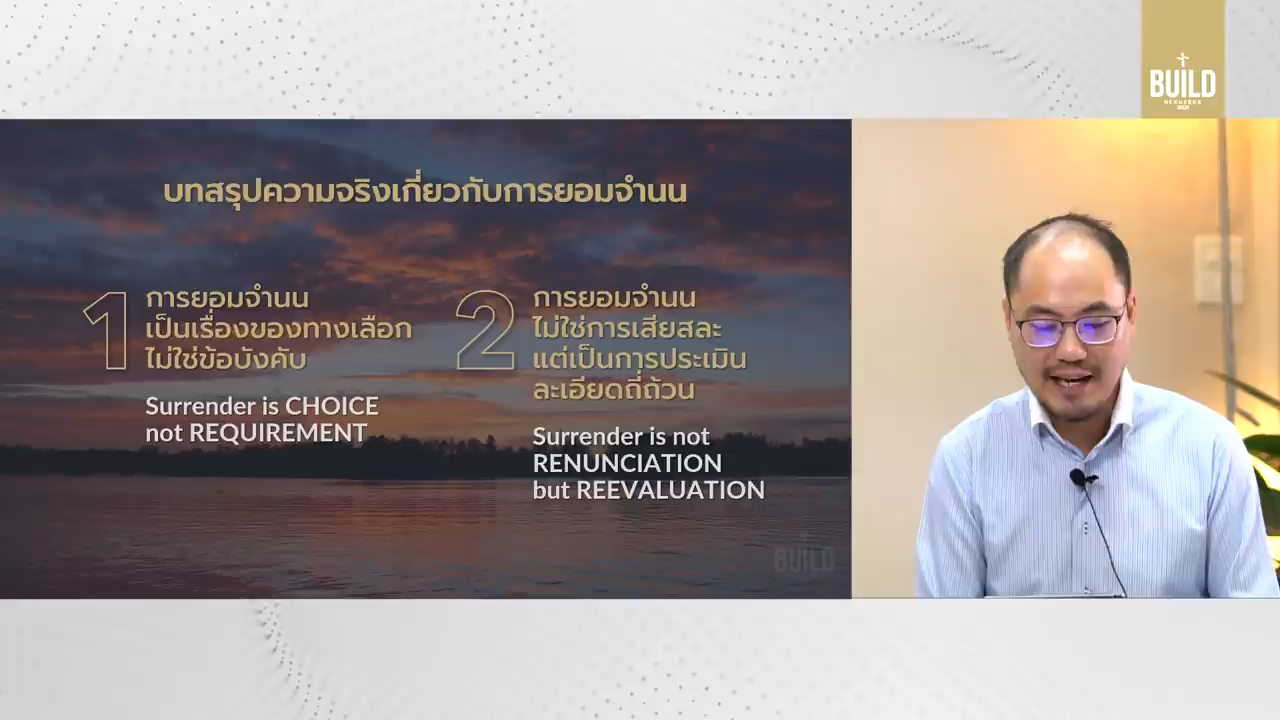 BUILD
NEXUSBKK
2021
บทสรุปความจริงเกี่ยวกับการยอมจำนน
1
การยอมจำนน
เป็นเรื่องของทางเลือก
ไม่ใช่ข้อบังคับ
Surrender is CHOICE
not REQUIREMENT
2
การยอมจำนน
ไม่ใช่การเสียสละ
แต่เป็นการประเมิน
ละเอียดถี่ถ้วน
Surrender is not
RENUNCIATION
but REEVALUATION
BUILD